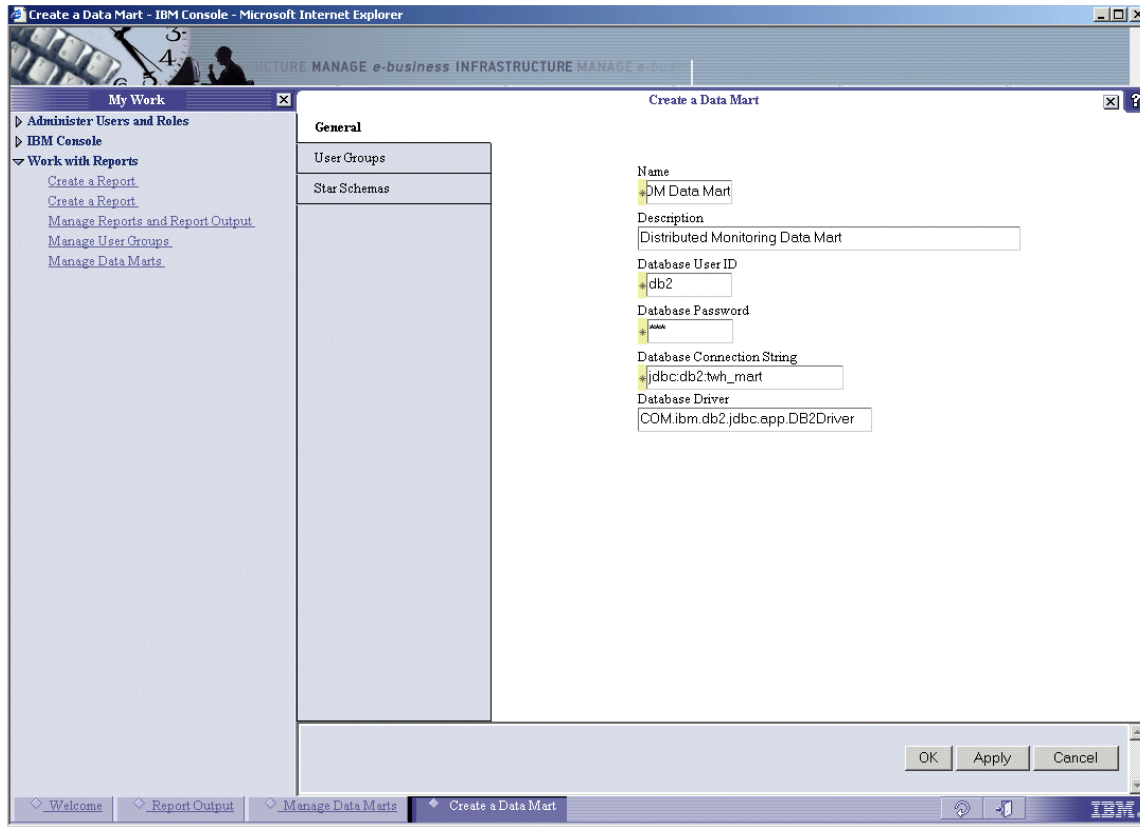 Create a Data Mart - IBM Console - Microsoft Internet Explorer
MANAGE e-business INFRASTRUCTURE MANAGE
My Work
Create a Data Mart
?
Administer Users and Roles
IBM Console
Work with Reports
Create a Report
Create a Report
Manage Reports and Report Output
Manage User Groups
Manage Data Marts
General
User Groups
Star Schemas
Name
DM Data Mart
Description
Distributed Monitoring Data Mart
Database User ID
*db2
Database Password
****
Database Connection String
*jdbc:db2:twh_mart
Database Driver
COM.ibm.db2.jdbc.app.DB2Driver
OK Apply Cancel
Welcome Report Output Manage Data Marts Create a Data Mart
IBM